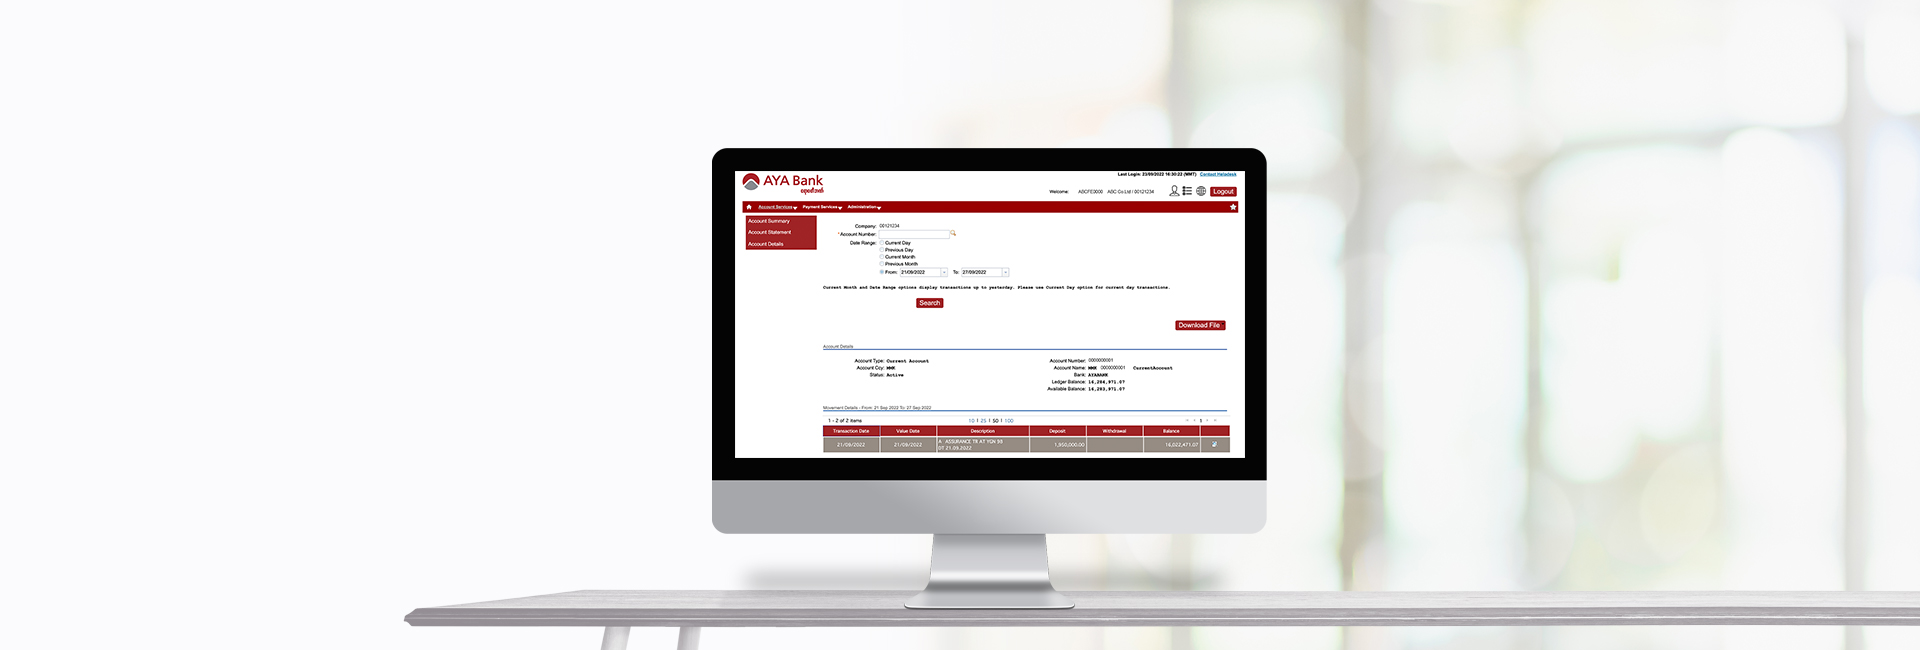 AYA Bank
Last Login: 23/09/2022 16:30:22 (MMT) Contact Helpdesk
Welcome: ABCFE0000 ABC Co.Ltd / 00121234 Logout
Account Services Payment Services Administration
Account Summary
Account Statement
Account Details
Company: 00121234
*Account Number:
Date Range: Current Day
Previous Day
Current Month
Previous Month
From: 21/09/2022 To: 27/09/2022
Current Month and Date Range options display transactions up to yesterday. Please use Current Day option for current day transactions.
Search
Download File
Account Details
Account Type: Current Account Account Number: 0000000001
Account Ccy: MMK Account Name: MMK 0000000001 CurrentAccount
Status: Active Bank: AYABANK
Ledger Balance: 16,294,971.07
Available Balance: 16,293,971.07
Movement Details - From: 21 Sep 2022 To: 27 Sep 2022
1 - 2 of 2 items 10 | 25 | 50 | 100 1
Transaction Date Value Date Description Deposit Withdrawal Balance
21/09/2022 21/09/2022 A ASSURANCE TR AT YGN 98 1,950,000.00 16,022,471.07
DT 21.09.2022